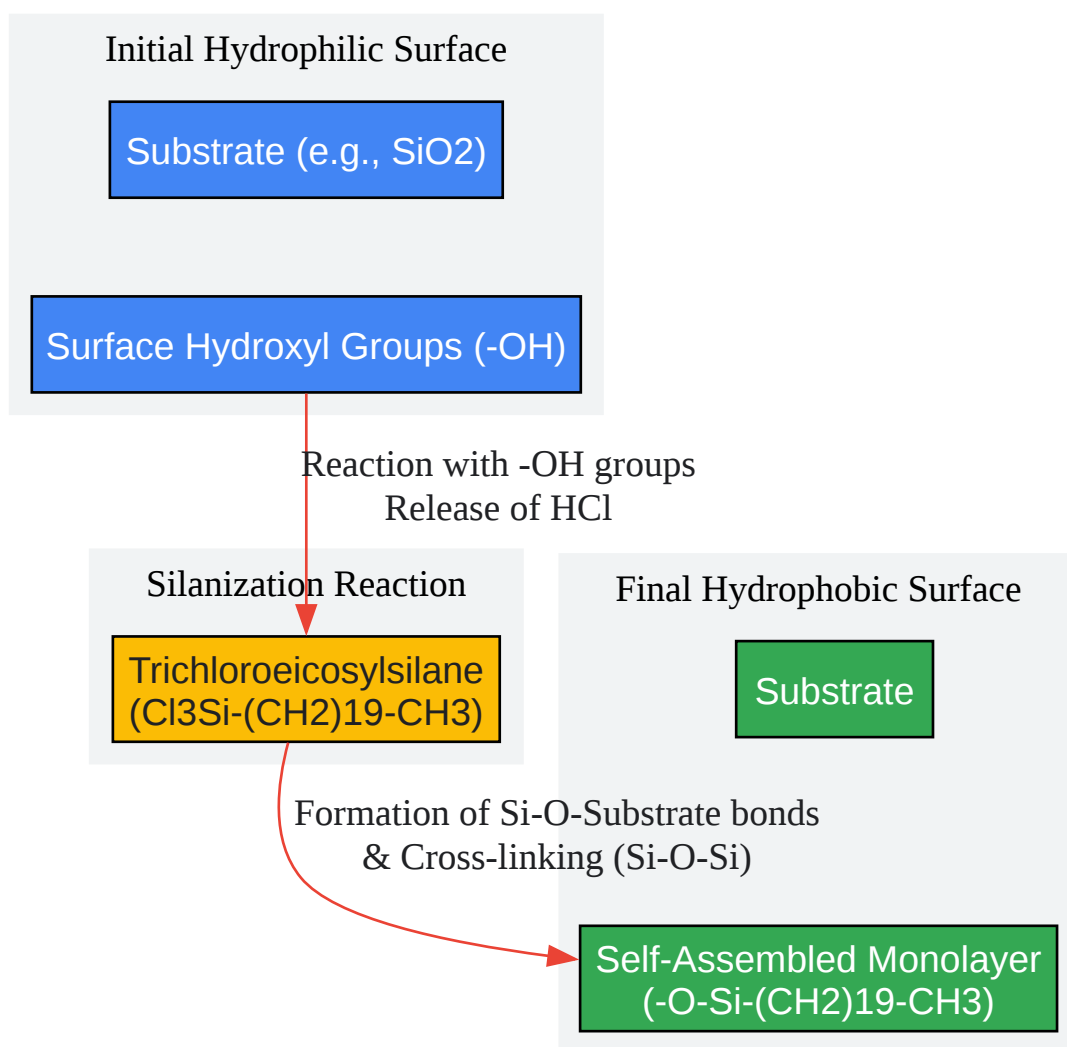 Initial Hydrophilic Surface
Substrate (e.g., SiO2)
Surface Hydroxyl Groups (-OH)
Reaction with -OH groups
Release of HCl
Silanization Reaction
Trichloroeicosylsilane
(Cl3Si-(CH2)19-CH3)
Final Hydrophobic Surface
Substrate
Formation of Si-O-Substrate bonds
& Cross-linking (Si-O-Si)
Self-Assembled Monolayer
(-O-Si-(CH2)19-CH3)